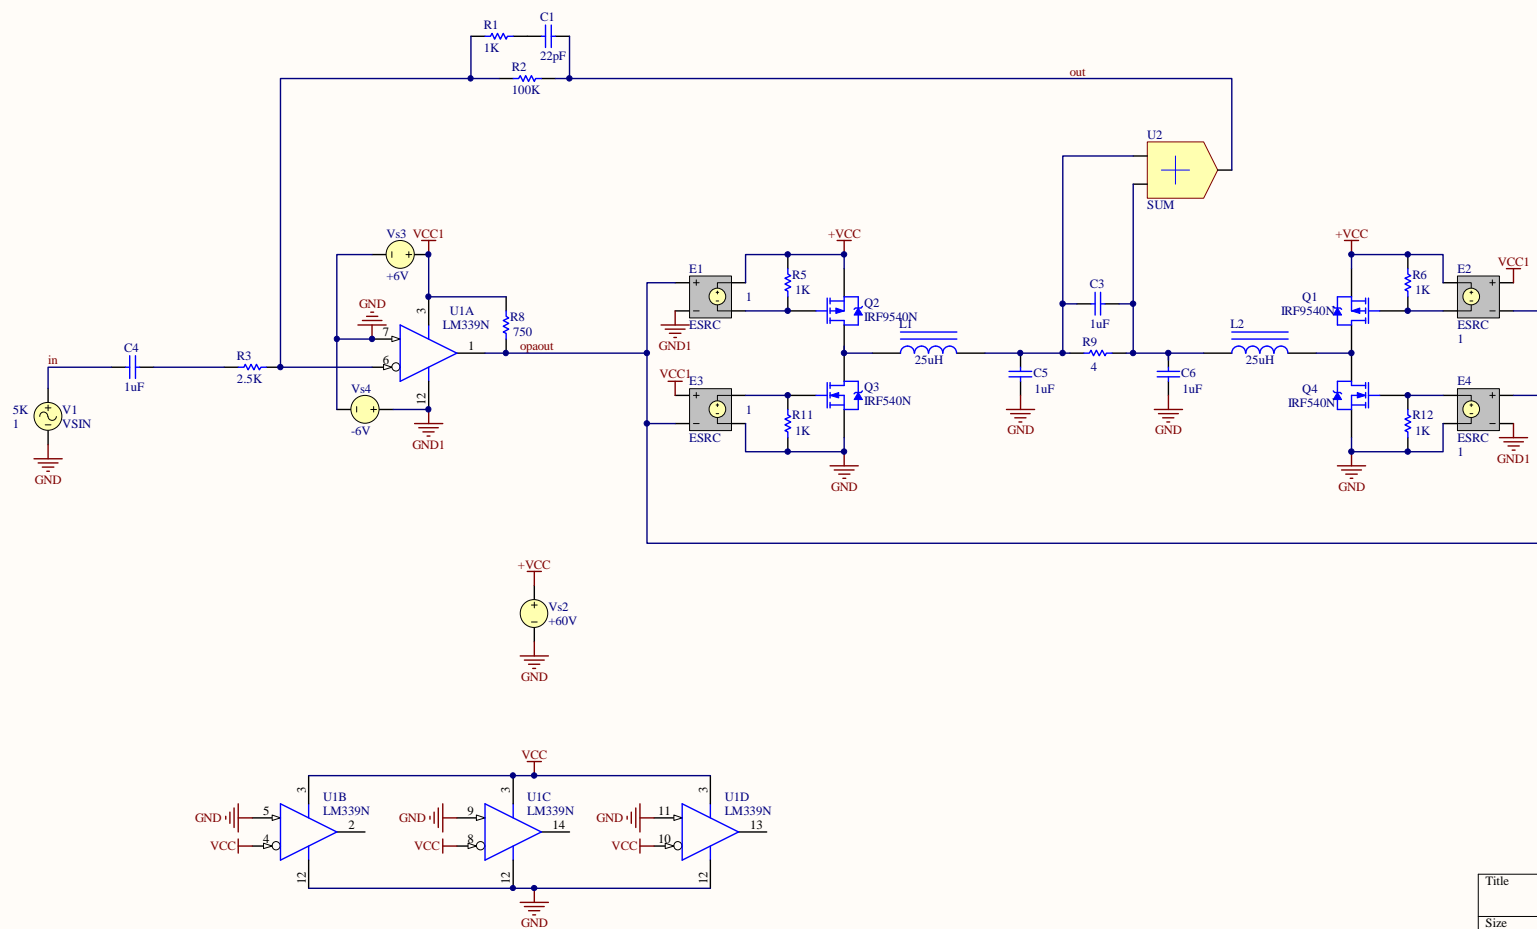 R1
1K
C1
22pF
R2
100K
out
U2
SUM
Vs3
+6V
VCC1
GND
7
6
3
12
1
U1A
LM339N
R8
750
opaout
Vs4
-6V
GND1
in
C4
1uF
R3
2.5K
5K
1
V1
VSIN
GND
E1
1
ESRC
GND1
VCC1
E3
1
ESRC
+VCC
R5
1K
Q2
IRF9540N
L1
25uH
R11
1K
Q3
IRF540N
GND
C3
1uF
R9
4
C5
1uF
GND
C6
1uF
GND
L2
25uH
+VCC
Q1
IRF9540N
R6
1K
E2
ESRC
1
VCC1
Q4
IRF540N
R12
1K
E4
ESRC
1
GND1
GND
+VCC
Vs2
+60V
GND
VCC
3
U1B
LM339N
GND
5
2
VCC
4
12
3
U1C
LM339N
GND
9
14
VCC
8
12
3
U1D
LM339N
GND
11
13
VCC
10
12
GND
Title
Size